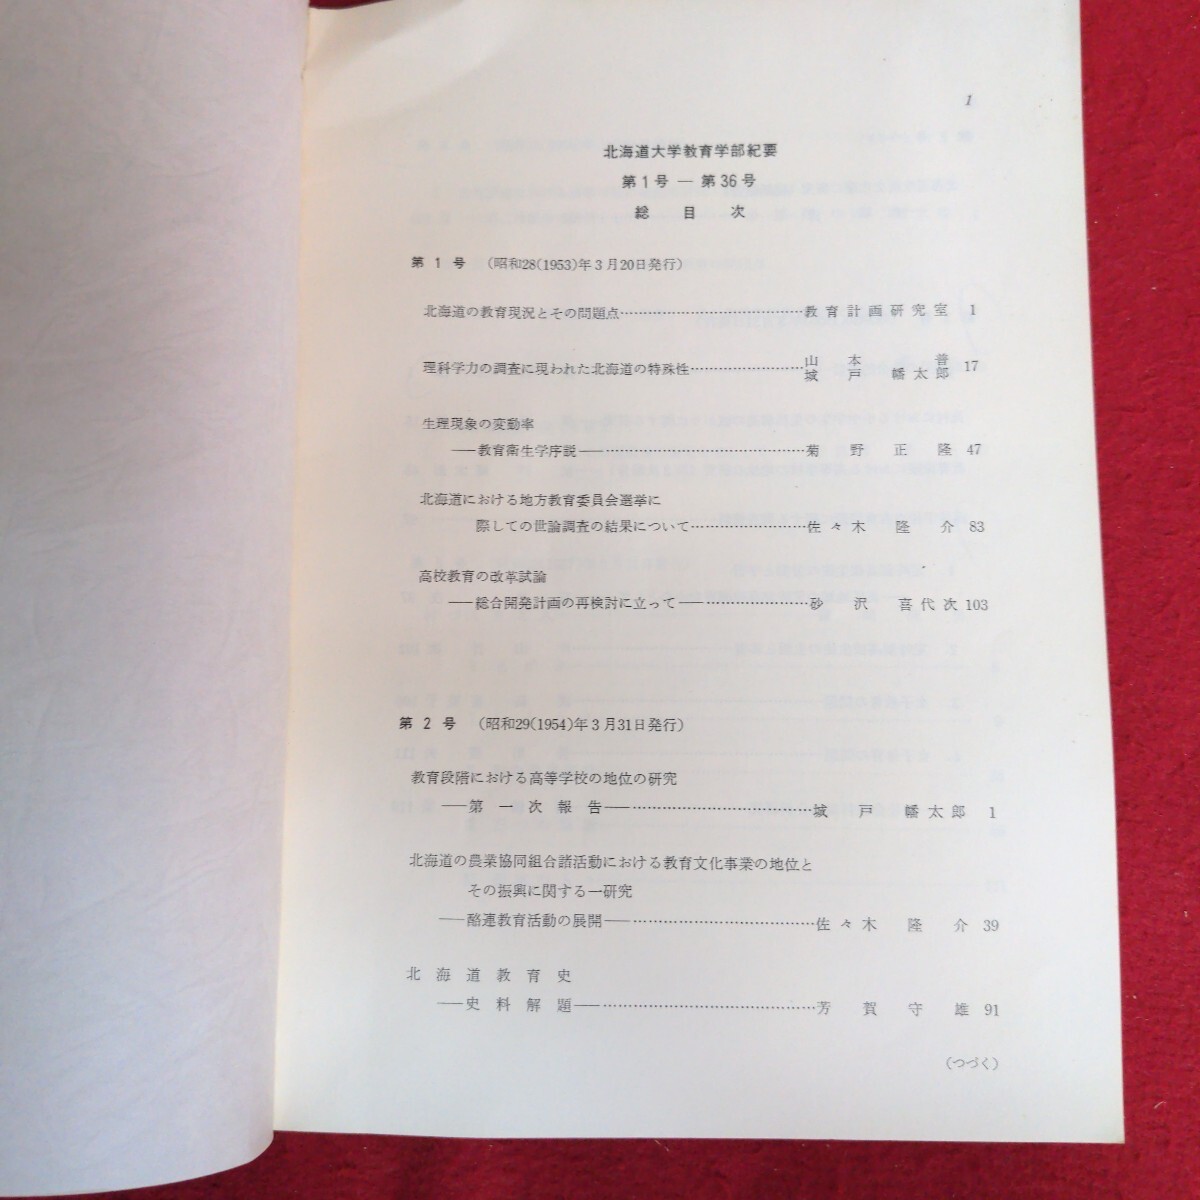 1
北海道大学教育学部紀要
第1号 ― 第36号
総目次
第1号 (昭和28(1953)年3月20日発行)
北海道の教育現況とその問題点……………………教育計画研究室 1
理科学力の調査に現われた北海道の特殊性……………………山本普 城戸幡太郎 17
生理現象の変動率
――教育衛生学序説――……………………菊野正隆 47
北海道における地方教育委員会選挙に
際しての世論調査の結果について……………………佐々木隆介 83
高校教育の改革試論
――総合開発計画の再検討に立って――…………………砂沢喜代次 103
第2号 (昭和29(1954)年3月31日発行)
教育段階における高等学校の地位の研究
――第一次報告――……………………城戸幡太郎 1
北海道の農業協同組合諸活動における教育文化事業の地位と
その振興に関する一研究
――酪連教育活動の展開――……………………佐々木隆介 39
北海道教育史
――史料解題――……………………芳賀守雄 91
(つづく)